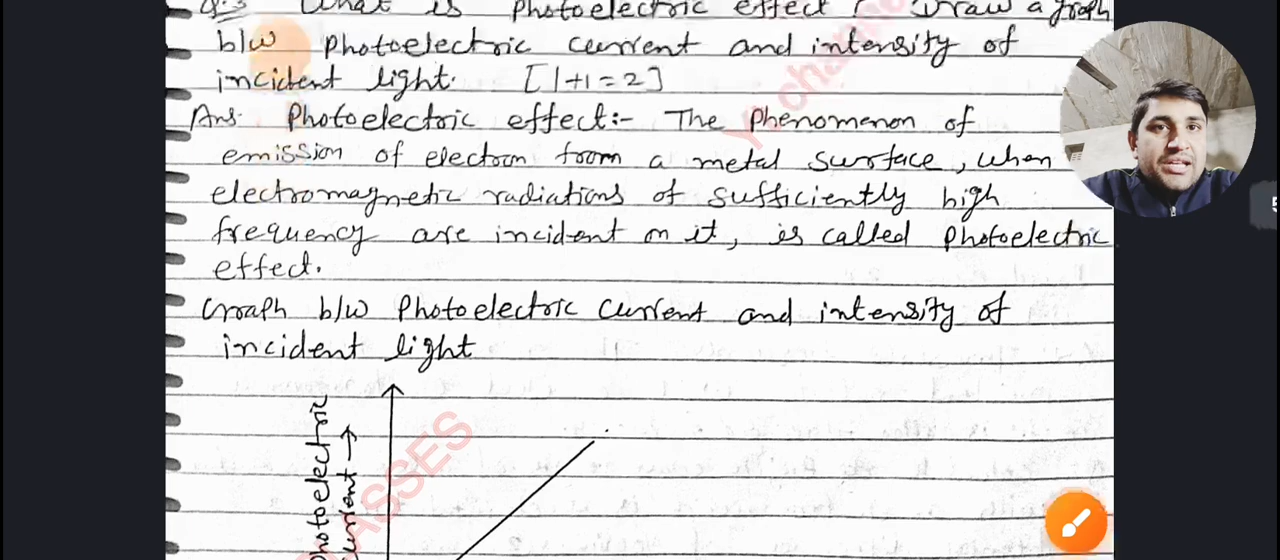 Q.3 What is Photoelectric effect? Draw a graph
b/w Photoelectric current and intensity of
incident light. [1+1=2]
Ans. Photoelectric effect:- The Phenomenon of
emission of electron from a metal surface, when
electromagnetic radiations of sufficiently high
frequency are incident on it, is called Photoelectric
effect.
Graph b/w Photoelectric current and intensity of
incident light
Photoelectric
current →
ASSES